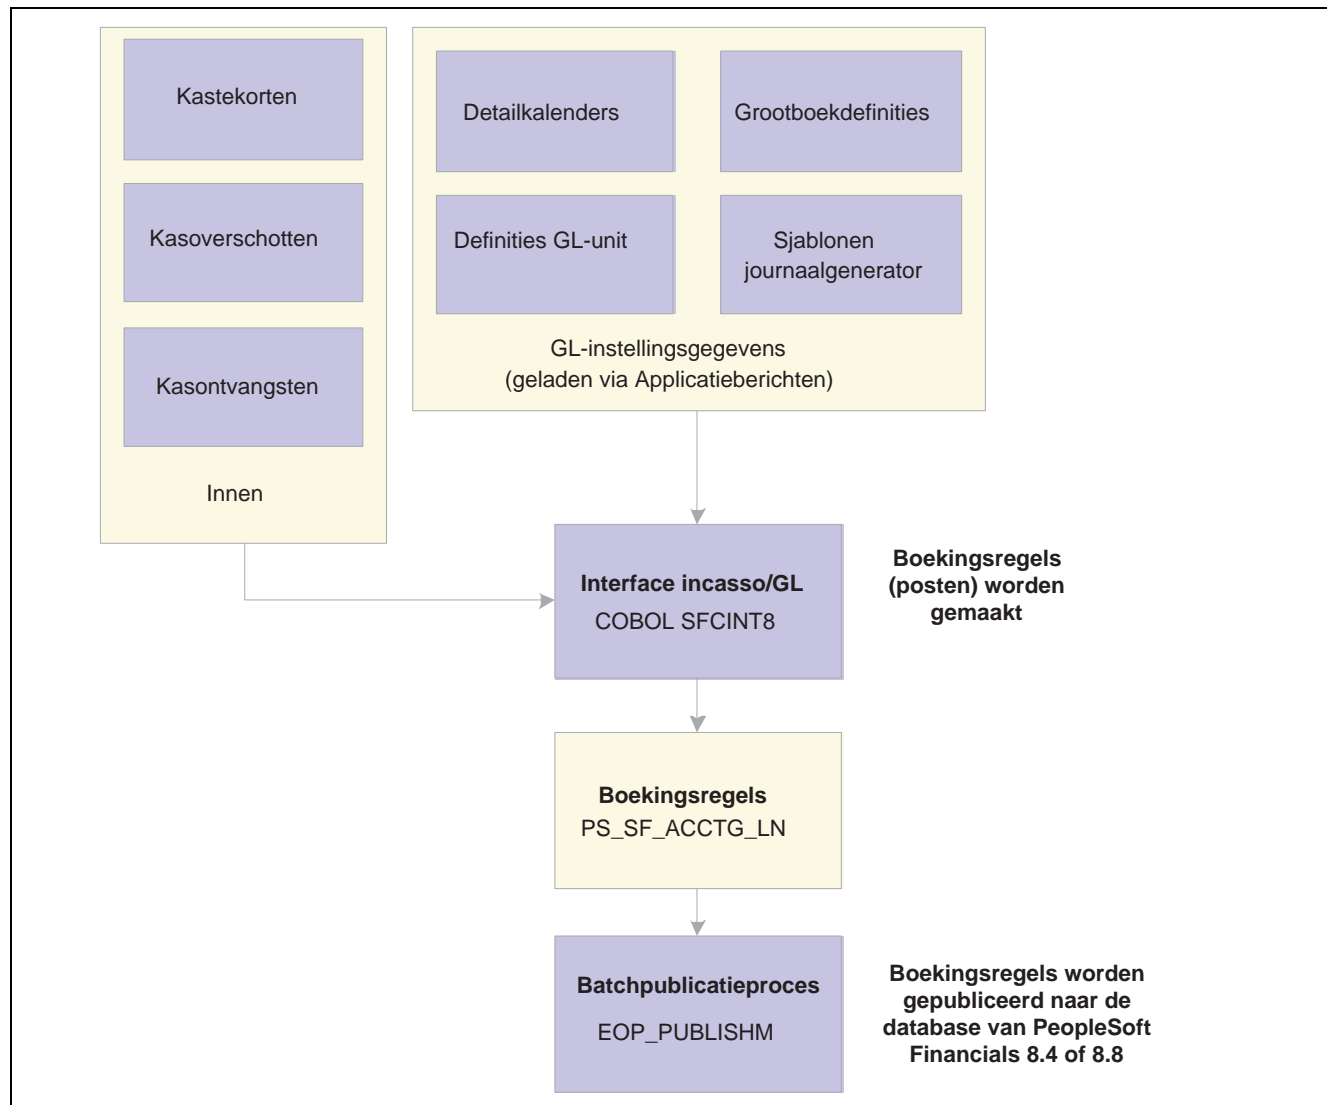 Kastekorten
Kasoverschotten
Kasontvangsten
Innen
Detailkalenders
Grootboekdefinities
Definities GL-unit
Sjablonen
journaalgenerator
GL-instellingsgegevens
(geladen via Applicatieberichten)
Interface incasso/GL
COBOL SFCINT8
Boekingsregels
(posten) worden
gemaakt
Boekingsregels
PS_SF_ACCTG_LN
Batchpublicatieproces
EOP_PUBLISHM
Boekingsregels worden
gepubliceerd naar de
database van PeopleSoft
Financials 8.4 of 8.8